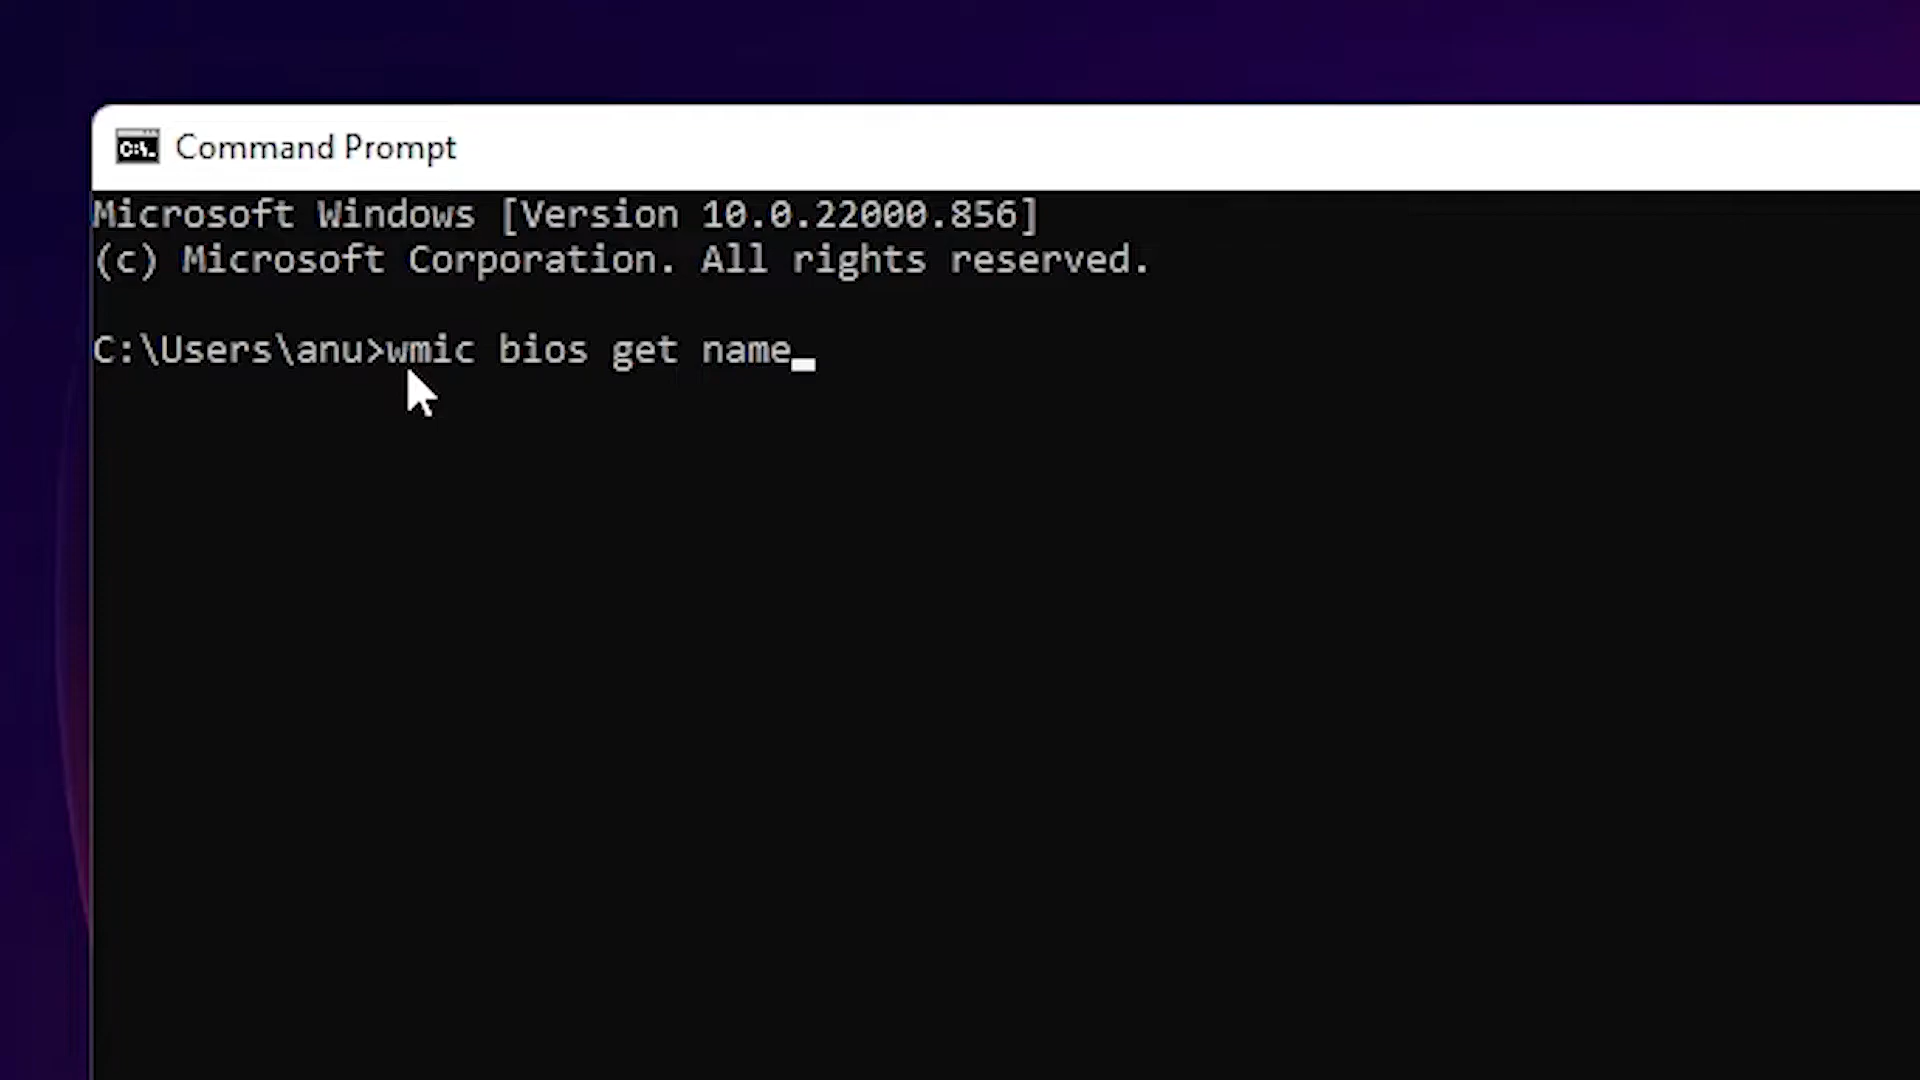 C:\. Command Prompt
Microsoft Windows [Version 10.0.22000.856]
(c) Microsoft Corporation. All rights reserved.
C:\Users\anu>wmic bios get name